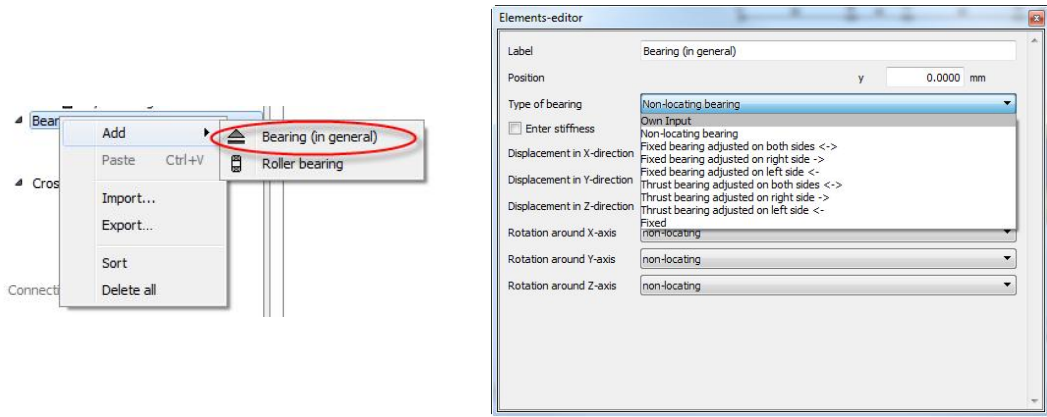 Bear
Add
Bearing (in general)
Roller bearing
Paste Ctrl+V
Cros
Import...
Export...
Sort
Connecti
Delete all
Elements-editor
Label Bearing (in general)
Position y 0.0000 mm
Type of bearing Non-locating bearing
Own Input
Enter stiffness Non-locating bearing
Fixed bearing adjusted on both sides <->
Displacement in X-direction Fixed bearing adjusted on right side ->
Fixed bearing adjusted on left side <-
Displacement in Y-direction Thrust bearing adjusted on both sides <->
Thrust bearing adjusted on right side ->
Displacement in Z-direction Thrust bearing adjusted on left side <-
Fixed
Rotation around X-axis non-locating
Rotation around Y-axis non-locating
Rotation around Z-axis non-locating